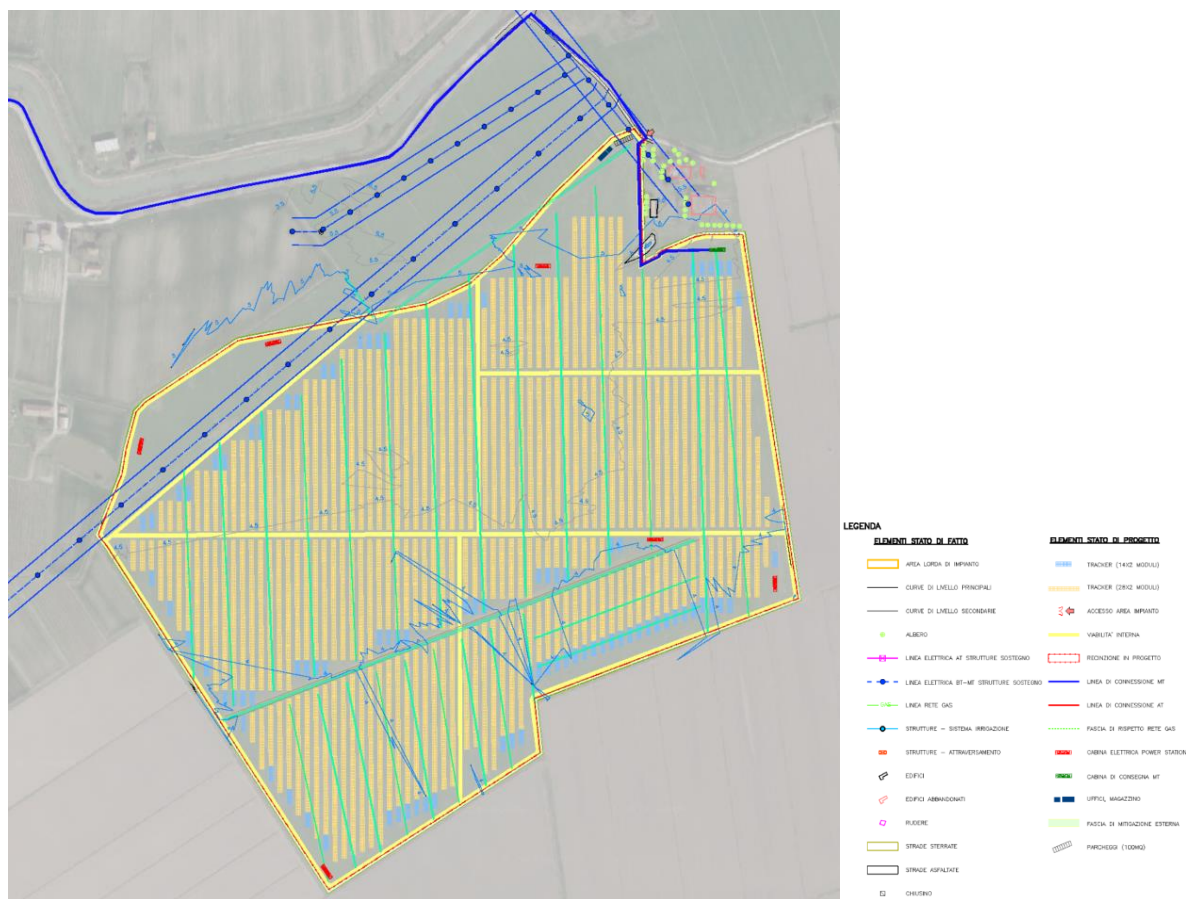 LEGENDA
ELEMENTI STATO DI FATTO
AREA LORDA DI IMPIANTO
CURVE DI LIVELLO PRINCIPALI
CURVE DI LIVELLO SECONDARIE
ALBERO
LINEA ELETTRICA AT STRUTTURE SOSTEGNO
LINEA ELETTRICA BT-MT STRUTTURE SOSTEGNO
LINEA RETE GAS
STRUTTURE - SISTEMA IRRIGAZIONE
STRUTTURE - ATTRAVERSAMENTO
EDIFICI
EDIFICI ABBANDONATI
RUDERE
STRADE STERRATE
STRADE ASFALTATE
CHIUSINO
ELEMENTI STATO DI PROGETTO
TRACKER (14X2 MODULI)
TRACKER (28X2 MODULI)
ACCESSO AREA IMPIANTO
VIABILITA' INTERNA
RECINZIONE IN PROGETTO
LINEA DI CONNESSIONE MT
LINEA DI CONNESSIONE AT
FASCIA DI RISPETTO RETE GAS
CABINA ELETTRICA POWER STATION
CABINA DI CONSEGNA MT
UFFICI, MAGAZZINO
FASCIA DI MITIGAZIONE ESTERNA
PARCHEGGI (100MQ)